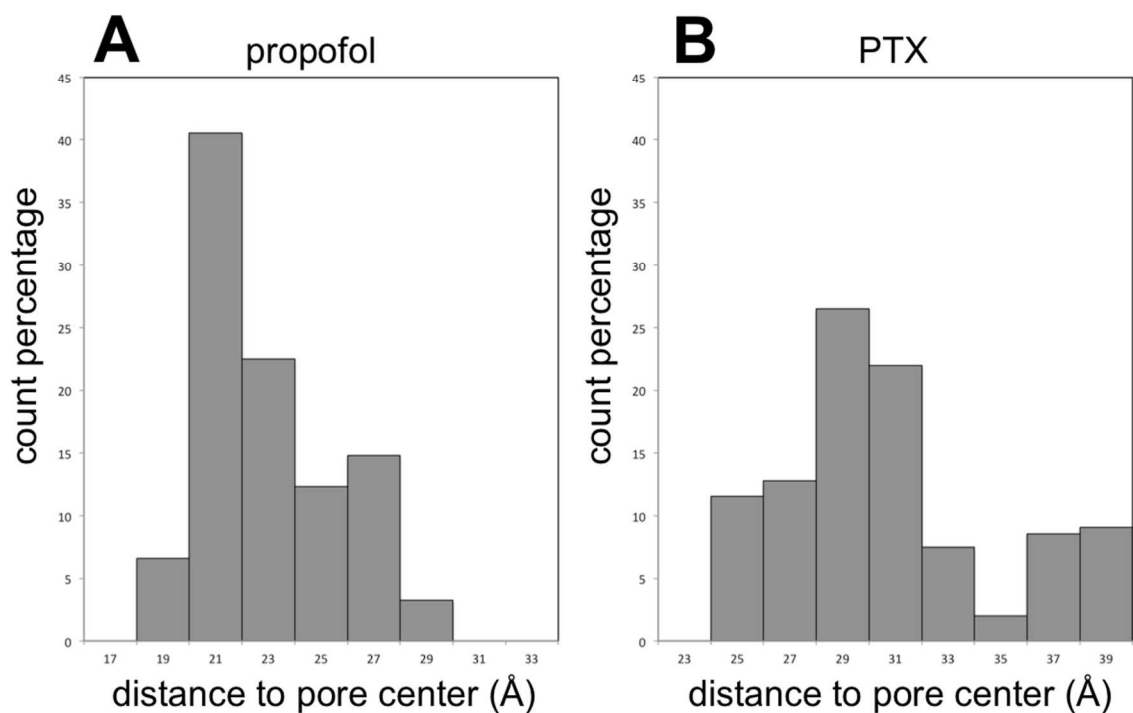 A
propofol
count percentage
45
40
35
30
25
20
15
10
5
0
17 19 21 23 25 27 29 31 33
distance to pore center (Å)
B
PTX
count percentage
45
40
35
30
25
20
15
10
5
0
23 25 27 29 31 33 35 37 39
distance to pore center (Å)